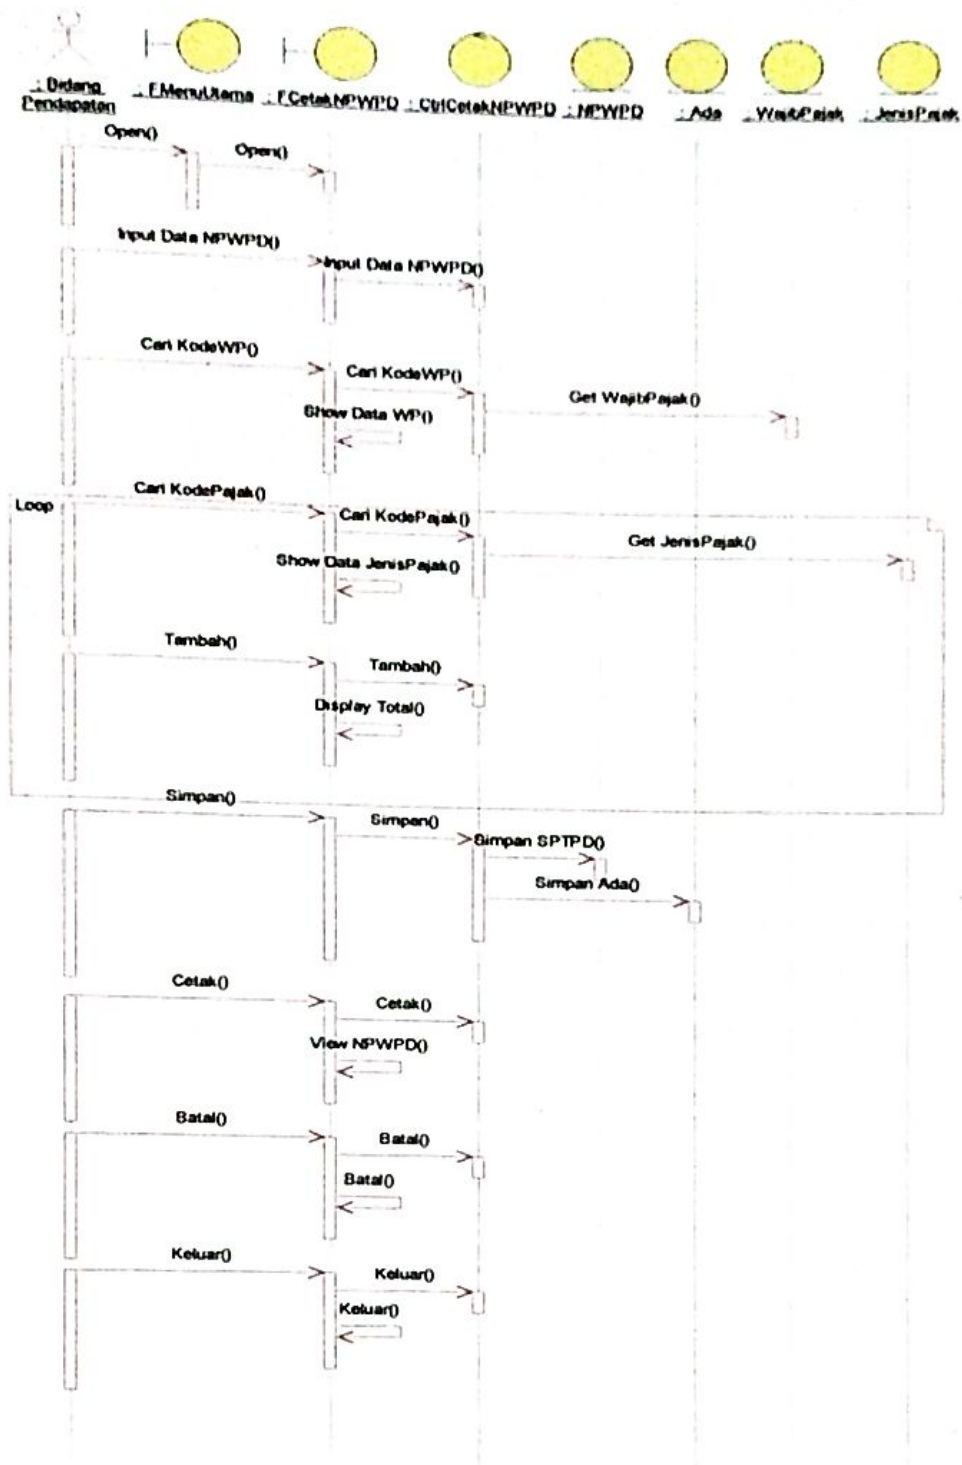 : Bidang
Pendapatan
: FMenuUtama
: FCetakNPWPD
: CtrlCetakNPWPD
: NPWPD
: Ada
: WajibPajak
: JenisPajak
Open()
Open()
Input Data NPWPD()
Input Data NPWPD()
Cari KodeWP()
Cari KodeWP()
Get WajibPajak()
Show Data WP()
Cari KodePajak()
Loop
Cari KodePajak()
Get JenisPajak()
Show Data JenisPajak()
Tambah()
Tambah()
Display Total()
Simpan()
Simpan()
Simpan SPTPD()
Simpan Ada()
Cetak()
Cetak()
View NPWPD()
Batal()
Batal()
Batal()
Keluar()
Keluar()
Keluar()